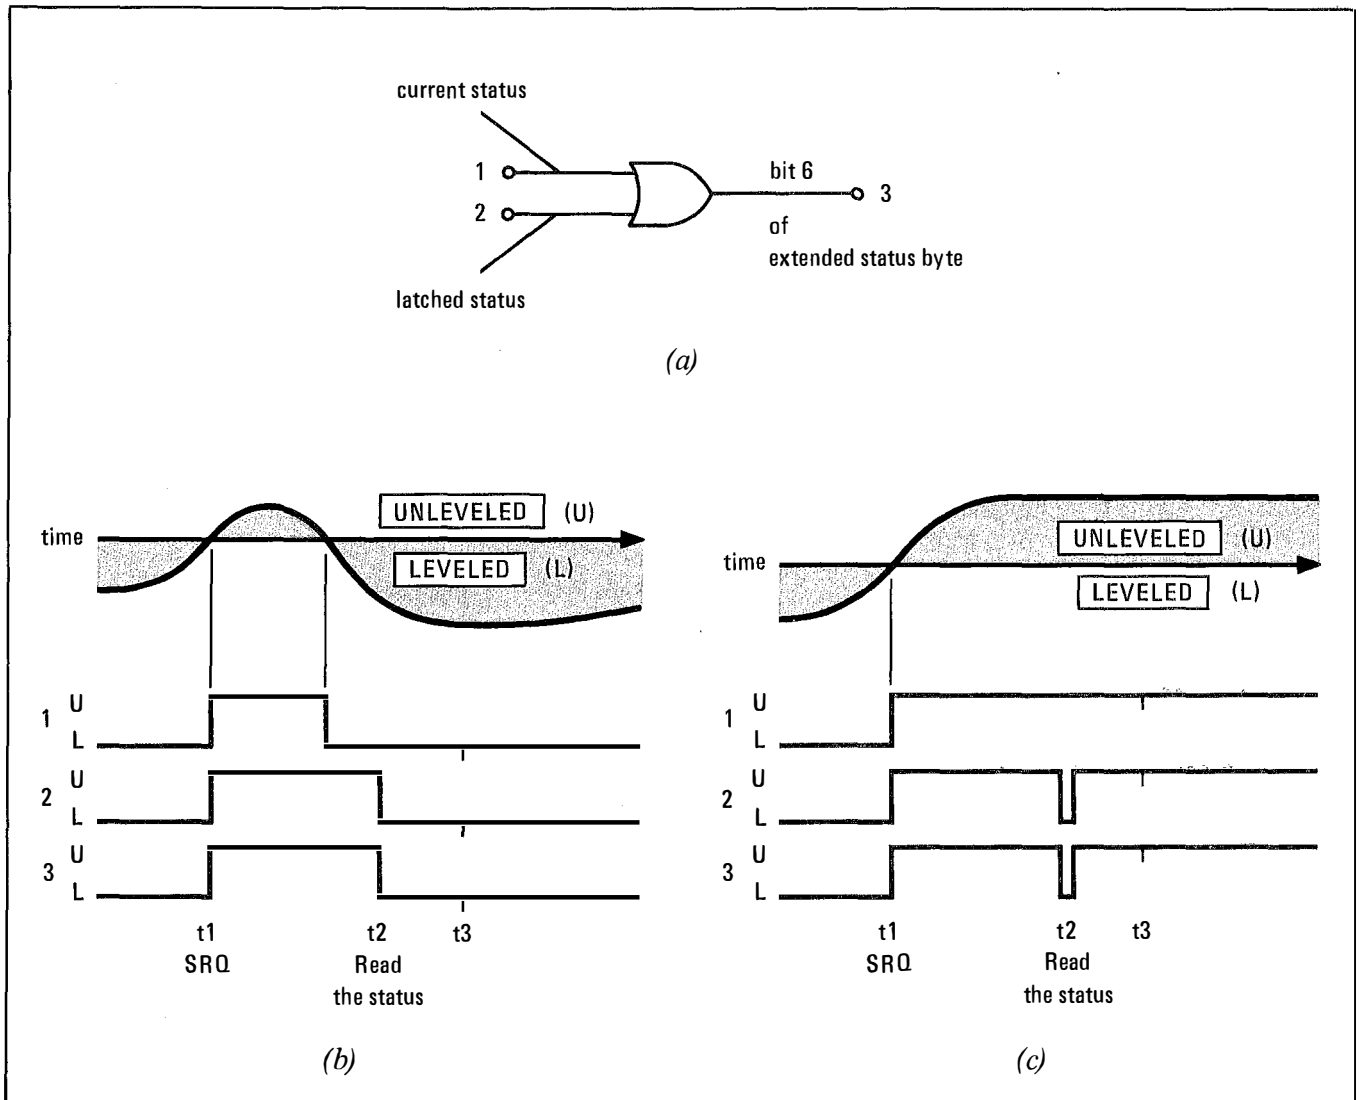 current status
1
2
bit 6
3
of
extended status byte
latched status
(a)
time
UNLEVELED (U)
LEVELED (L)
1 U
L
2 U
L
3 U
L
t1 t2 t3
SRQ Read
the status
(b)
time
UNLEVELED (U)
LEVELED (L)
1 U
L
2 U
L
3 U
L
t1 t2 t3
SRQ Read
the status
(c)